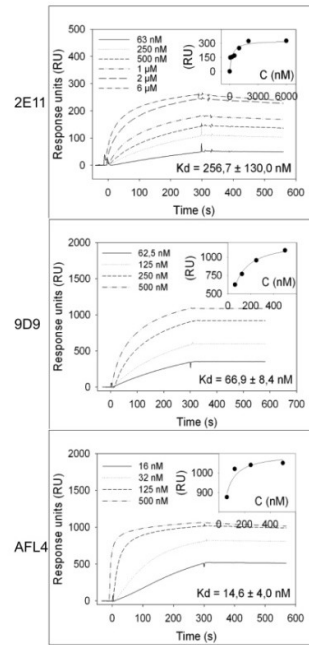 2E11
Response units (RU)
500
400
300
200
100
0
63 nM
250 nM
500 nM
1 µM
2 µM
6 µM
(RU)
300
200
100
0
0 3000 6000
C (nM)
Kd = 256,7 ± 130,0 nM
0 100 200 300 400 500 600
Time (s)
9D9
Response units (RU)
2000
1500
1000
500
0
62,5 nM
125 nM
250 nM
500 nM
(RU)
1000
750
500
0 200 400
C (nM)
Kd = 66,9 ± 8,4 nM
0 100 200 300 400 500 600 700
Time (s)
AFL4
Response units (RU)
2000
1500
1000
500
0
16 nM
32 nM
125 nM
500 nM
(RU)
1000
900
0 200 400
C (nM)
Kd = 14,6 ± 4,0 nM
0 100 200 300 400 500 600
Time (s)